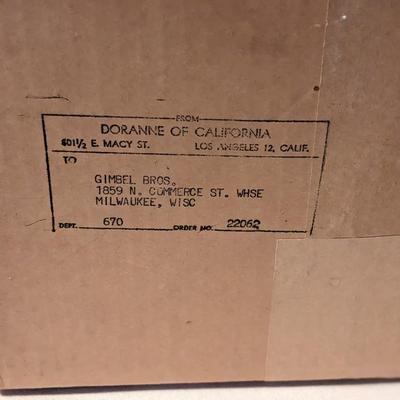 FROM
DORANNE OF CALIFORNIA
601½ E. MACY ST. LOS ANGELES 12, CALIF.
TO
GIMBEL BROS.
1859 N. COMMERCE ST. WHSE
MILWAUKEE, WISC
DEPT. 670 ORDER NO. 22062